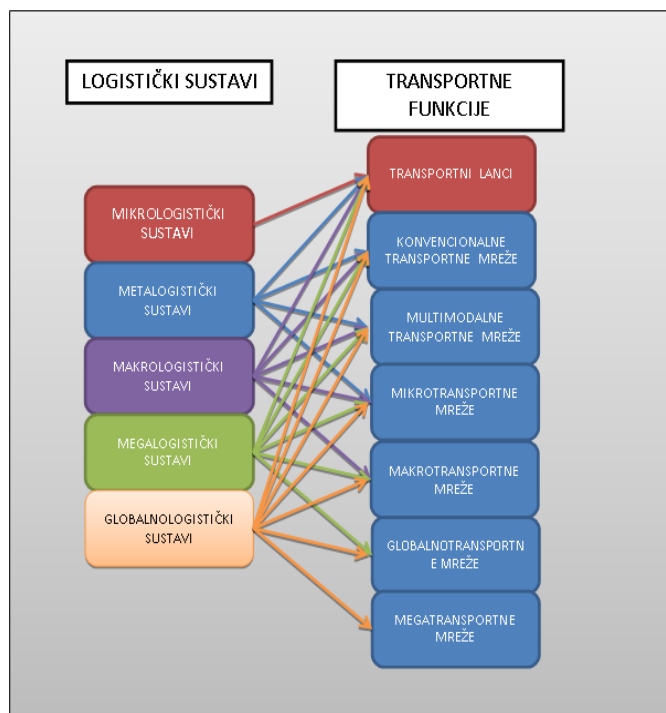 LOGISTIČKI SUSTAVI
TRANSPORTNE
FUNKCIJE
MIKROLOGISTIČKI
SUSTAVI
METALOGISTIČKI
SUSTAVI
MAKROLOGISTIČKI
SUSTAVI
MEGALOGISTIČKI
SUSTAVI
GLOBALNOLOGISTIČKI
SUSTAVI
TRANSPORTNI LANCI
KONVENCIONALNE
TRANSPORTNE MREŽE
MULTIMODALNE
TRANSPORTNE MREŽE
MIKROTRANSPORTNE
MREŽE
MAKROTRANSPORTNE
MREŽE
GLOBALNOTRANSPORTN
E MREŽE
MEGATRANSPORTNE
MREŽE